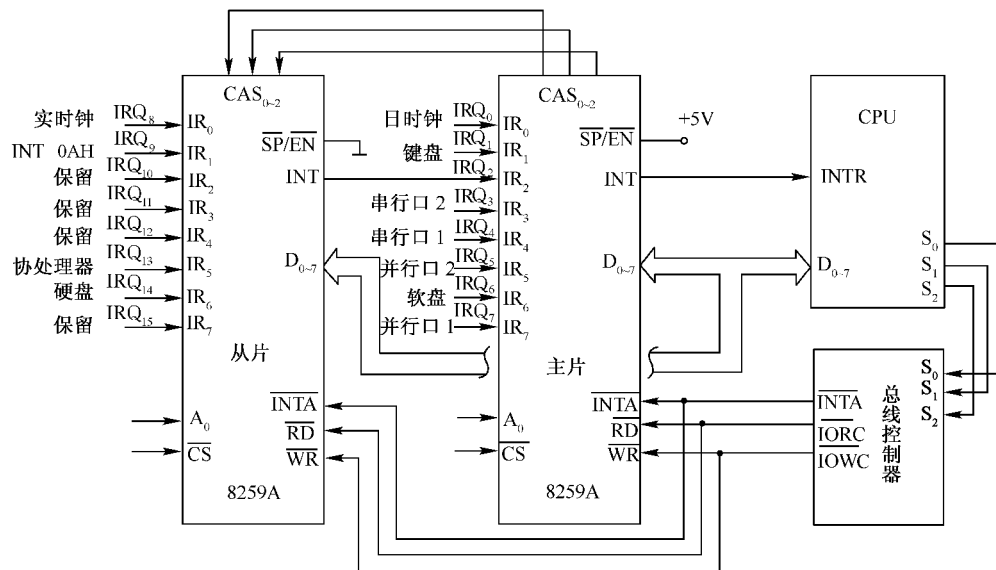 实时钟 IRQ₈ IR₀
INT 0AH IRQ₉ IR₁
保留 IRQ₁₀ IR₂
保留 IRQ₁₁ IR₃
保留 IRQ₁₂ IR₄
协处理器 IRQ₁₃ IR₅
硬盘 IRQ₁₄ IR₆
保留 IRQ₁₅ IR₇
CAS₀~₂
SP/EN
INT
D₀~₇
从片
INTA
RD
WR
A₀
CS
8259A
日时钟 IRQ₀ IR₀
键盘 IRQ₁ IR₁
IRQ₂ IR₂
串行口 2 IRQ₃ IR₃
串行口 1 IRQ₄ IR₄
并行口 2 IRQ₅ IR₅
软盘 IRQ₆ IR₆
并行口 1 IRQ₇ IR₇
CAS₀~₂
SP/EN
+5V
INT
D₀~₇
主片
INTA
RD
WR
A₀
CS
8259A
CPU
INTR
S₀
S₁
S₂
D₀~₇
S₀
S₁
S₂
INTA
IORC
IOWC
总线控制器